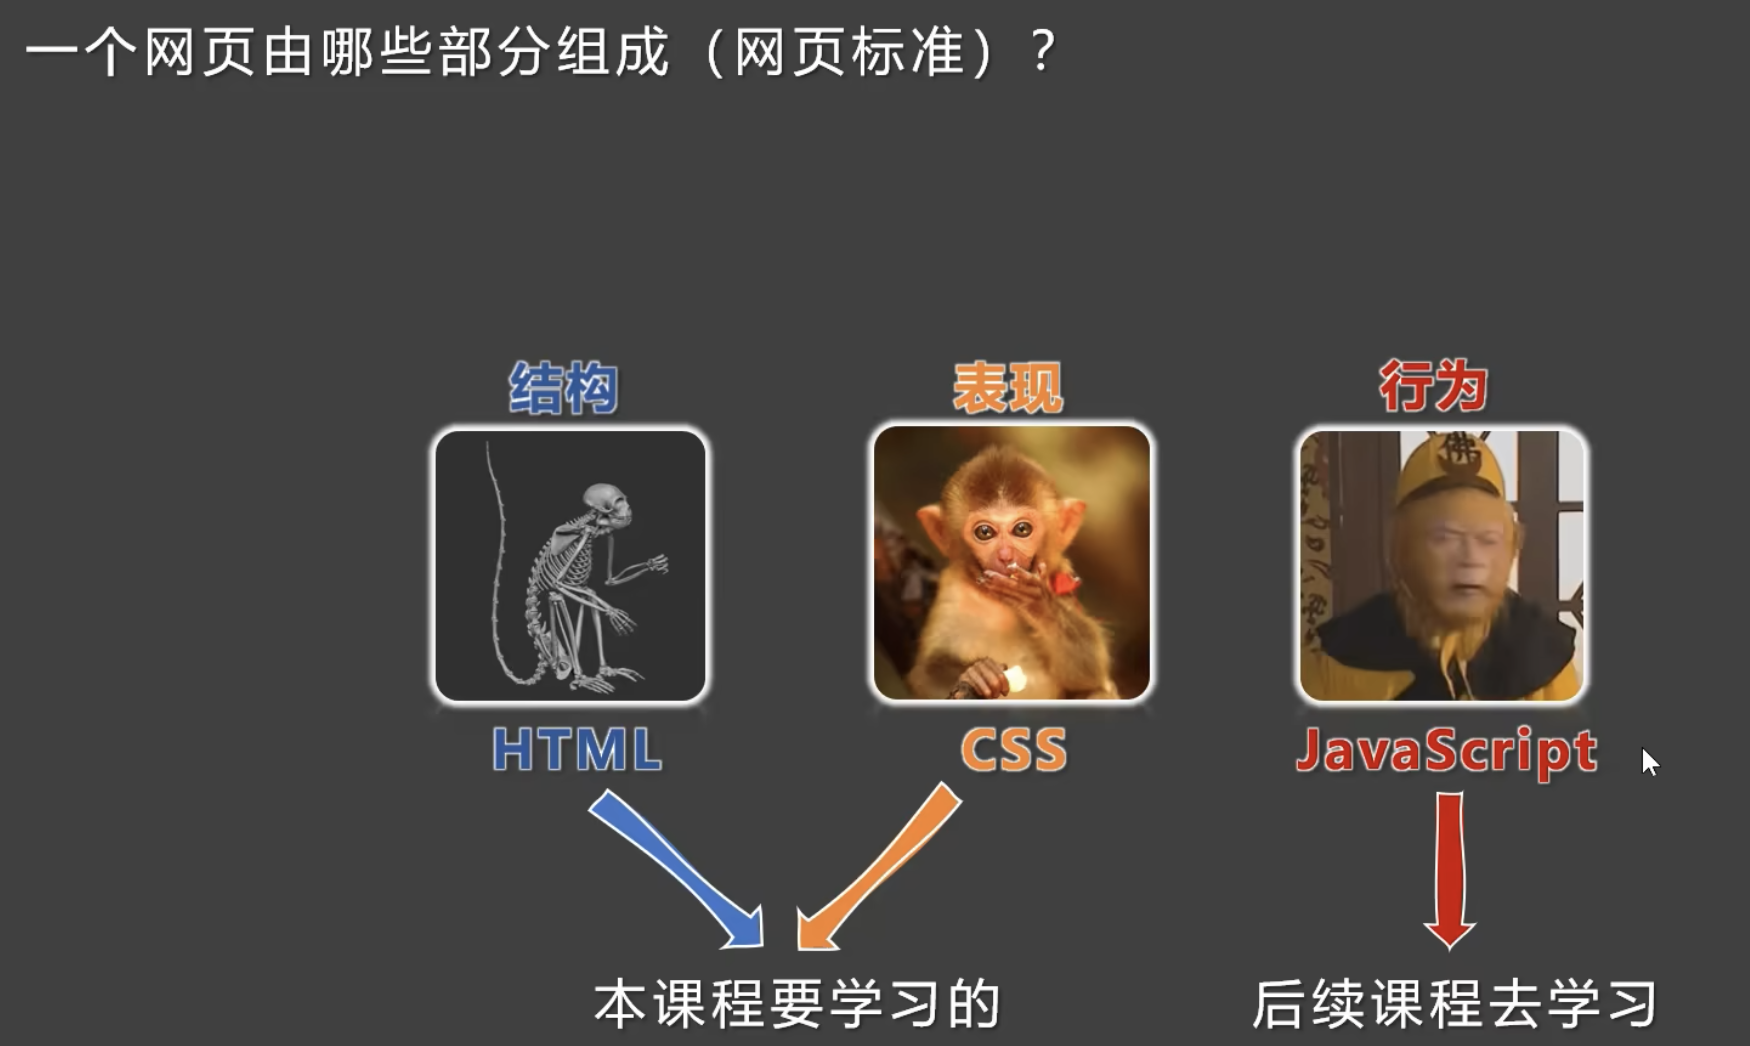 一个网页由哪些部分组成（网页标准）？
结构 表现 行为
佛
HTML CSS JavaScript
本课程要学习的 后续课程去学习